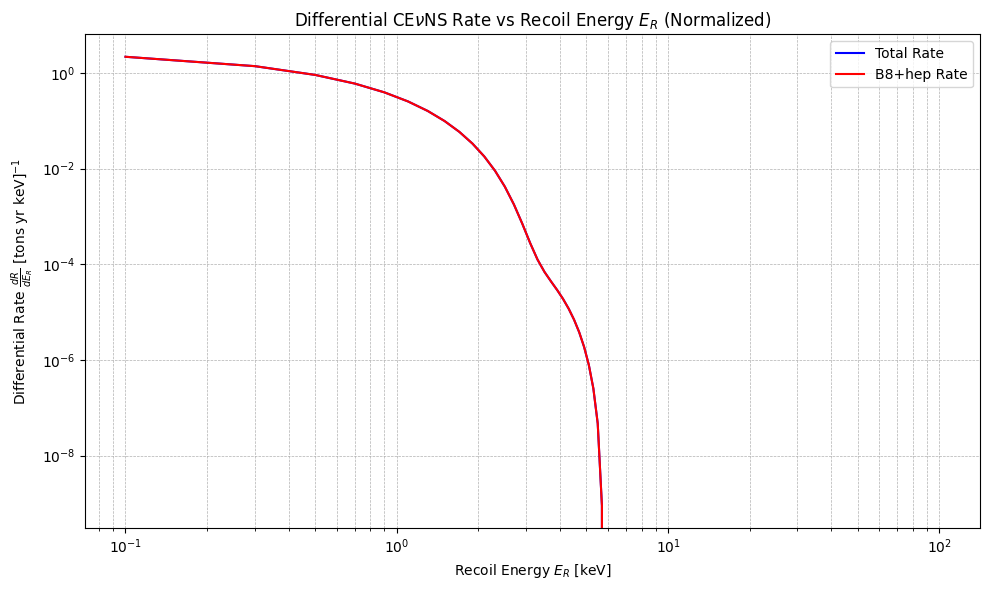 Differential CEνNS Rate vs Recoil Energy $E_R$ (Normalized)
Total Rate
B8+hep Rate
Differential Rate $\frac{dR}{dE_R}$ [tons yr keV]$^{-1}$
$10^0$
$10^{-2}$
$10^{-4}$
$10^{-6}$
$10^{-8}$
$10^{-1}$
$10^0$
$10^1$
$10^2$
Recoil Energy $E_R$ [keV]